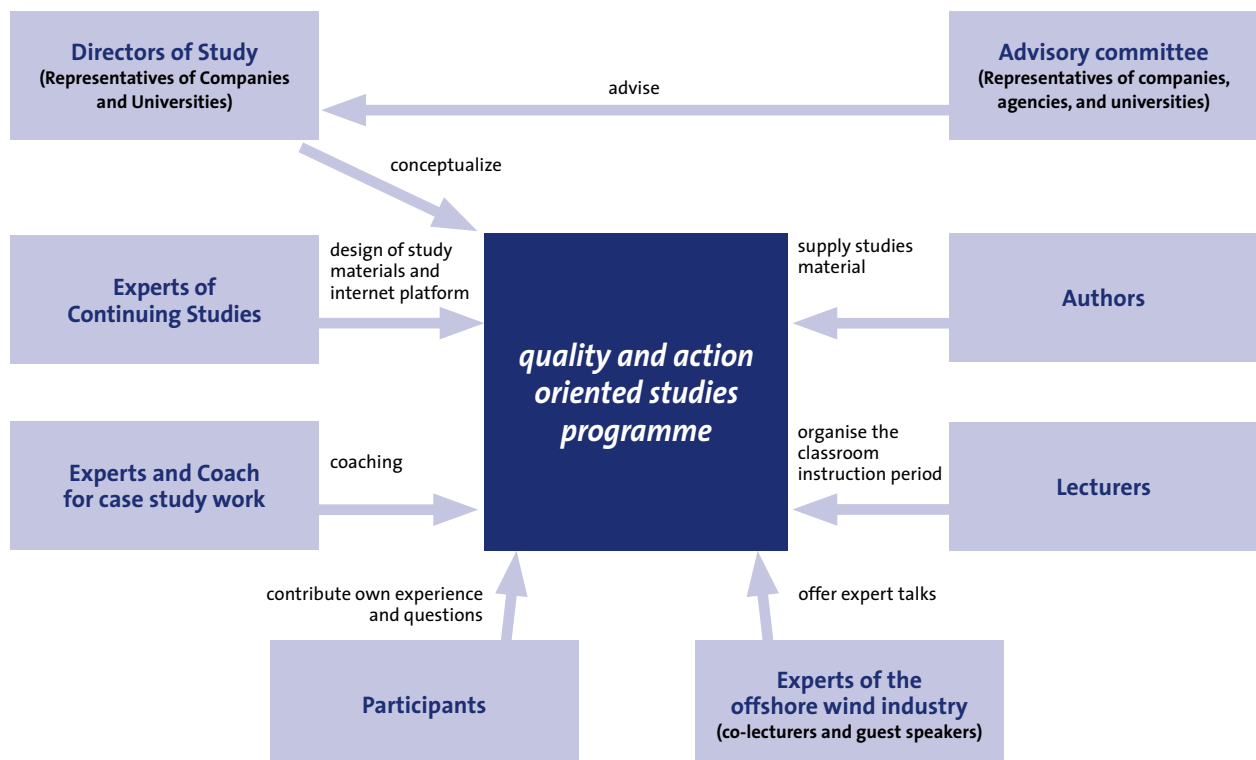 Directors of Study
(Representatives of Companies
and Universities)
advise
Advisory committee
(Representatives of companies,
agencies, and universities)
conceptualize
Experts of
Continuing Studies
design of study
materials and
internet platform
quality and action
oriented studies
programme
supply studies
material
Authors
Experts and Coach
for case study work
coaching
organise the
classroom
instruction period
Lecturers
contribute own experience
and questions
Participants
offer expert talks
Experts of the
offshore wind industry
(co-lecturers and guest speakers)